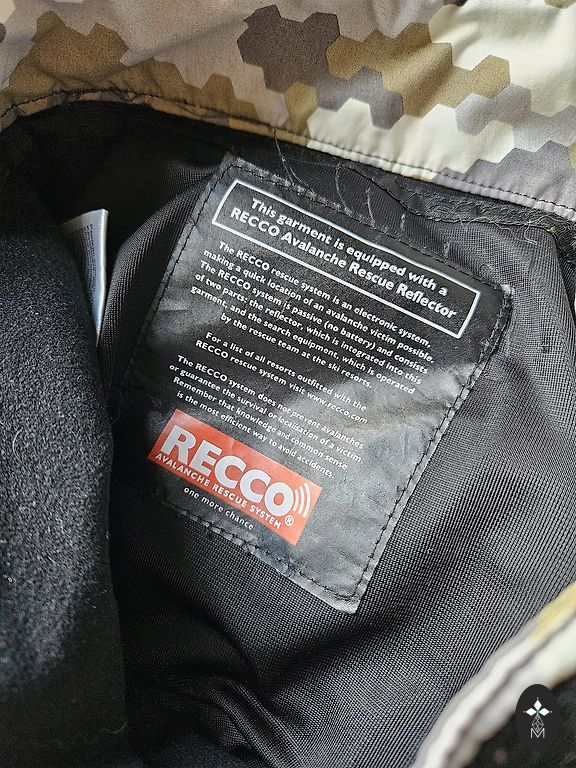 This garment is equipped with a
RECCO Avalanche Rescue Reflector
The RECCO rescue system is an electronic system,
making a quick location of an avalanche victim possible.
The RECCO system is passive (no battery) and consists
of two parts; the reflector, which is integrated into this
garment, and the search equipment, which is operated
by the rescue team at the ski resorts.
For a list of all resorts outfitted with the
RECCO rescue system visit www.recco.com
The RECCO system does not prevent avalanches
or guarantee the survival or localisation of a victim.
Remember that knowledge and common sense
is the most efficient way to avoid accidents.
RECCO®
AVALANCHE RESCUE SYSTEM
one more chance
M